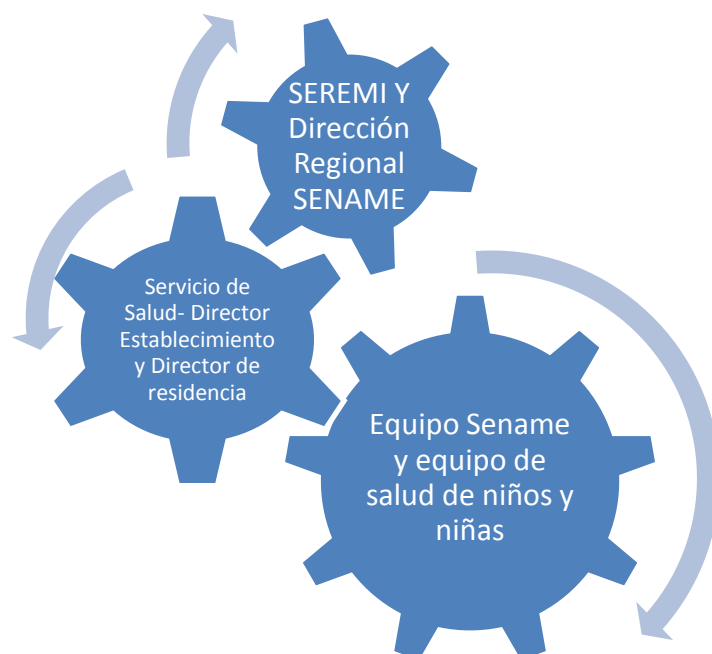 SEREMI Y
Dirección
Regional
SENAME
Servicio de
Salud- Director
Establecimiento
y Director de
residencia
Equipo Sename
y equipo de
salud de niños y
niñas